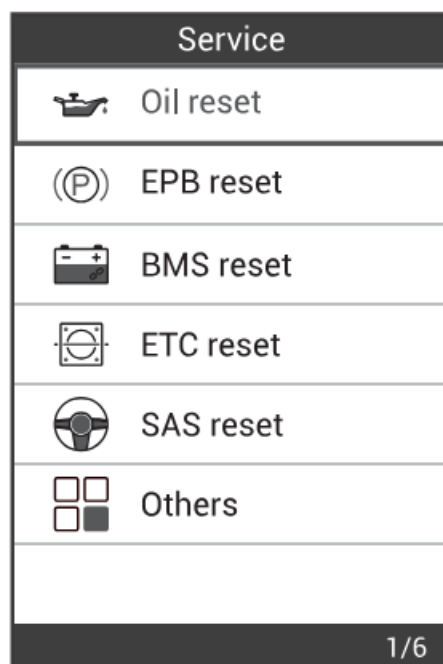 Service
Oil reset
(P) EPB reset
BMS reset
ETC reset
SAS reset
Others
1/6